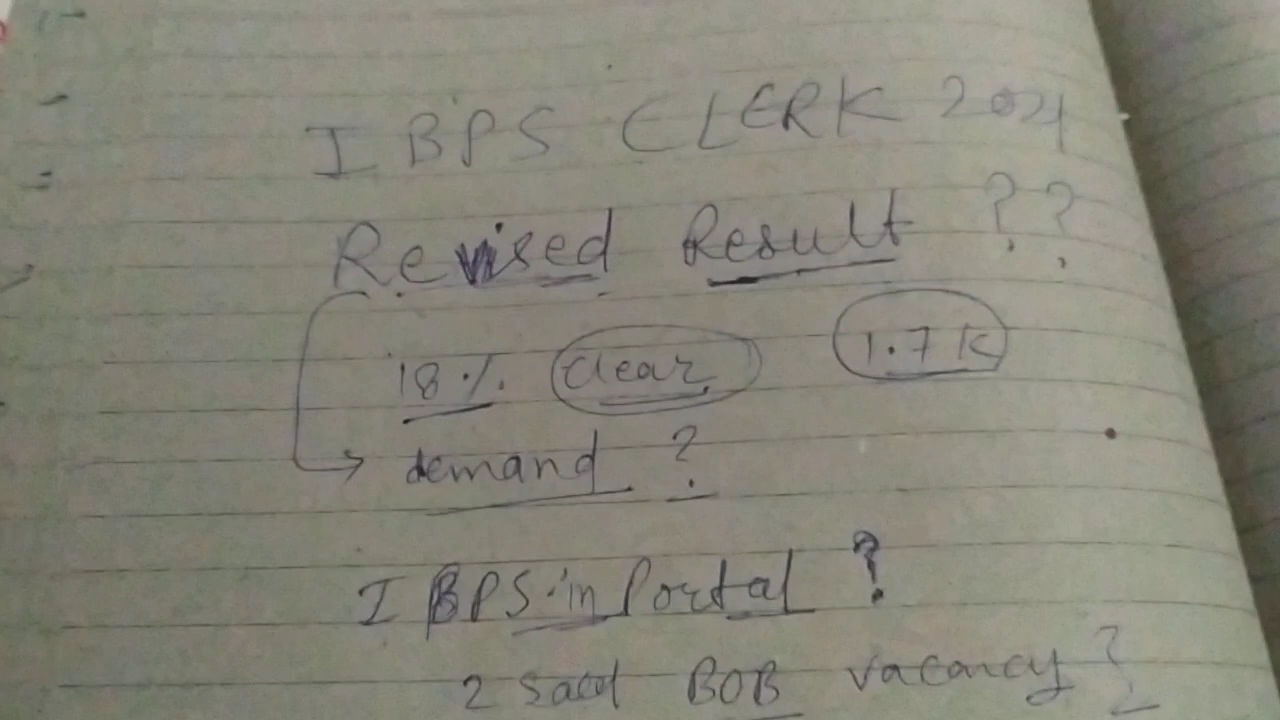 IBPS CLERK 2021
Revised Result ??
18% Clear 1.7K
demand ?
IBPS.in Portal ?
2 saal BOB vacancy ?